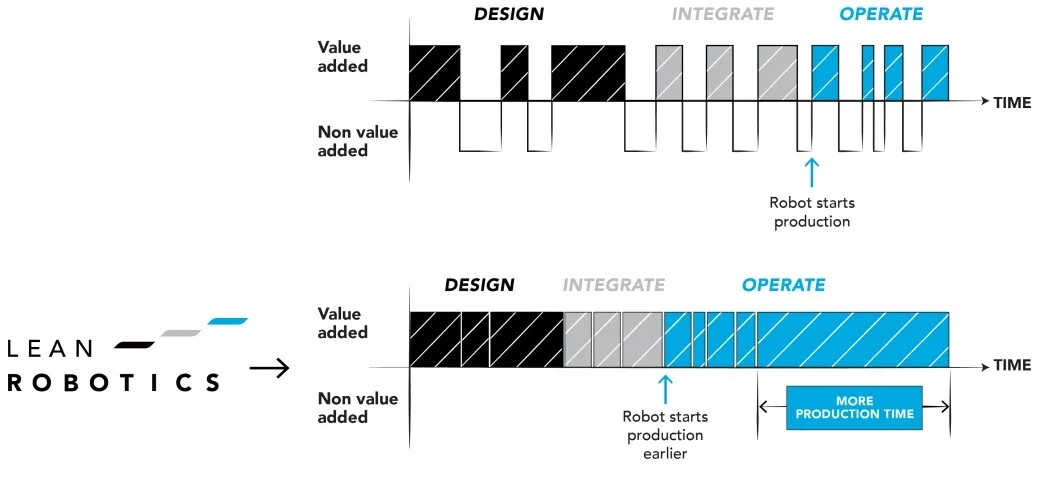 DESIGN
INTEGRATE
OPERATE
Value
added
TIME
Non value
added
Robot starts
production
DESIGN
INTEGRATE
OPERATE
Value
added
LEAN
ROBOTICS
TIME
Non value
added
MORE
PRODUCTION TIME
Robot starts
production
earlier